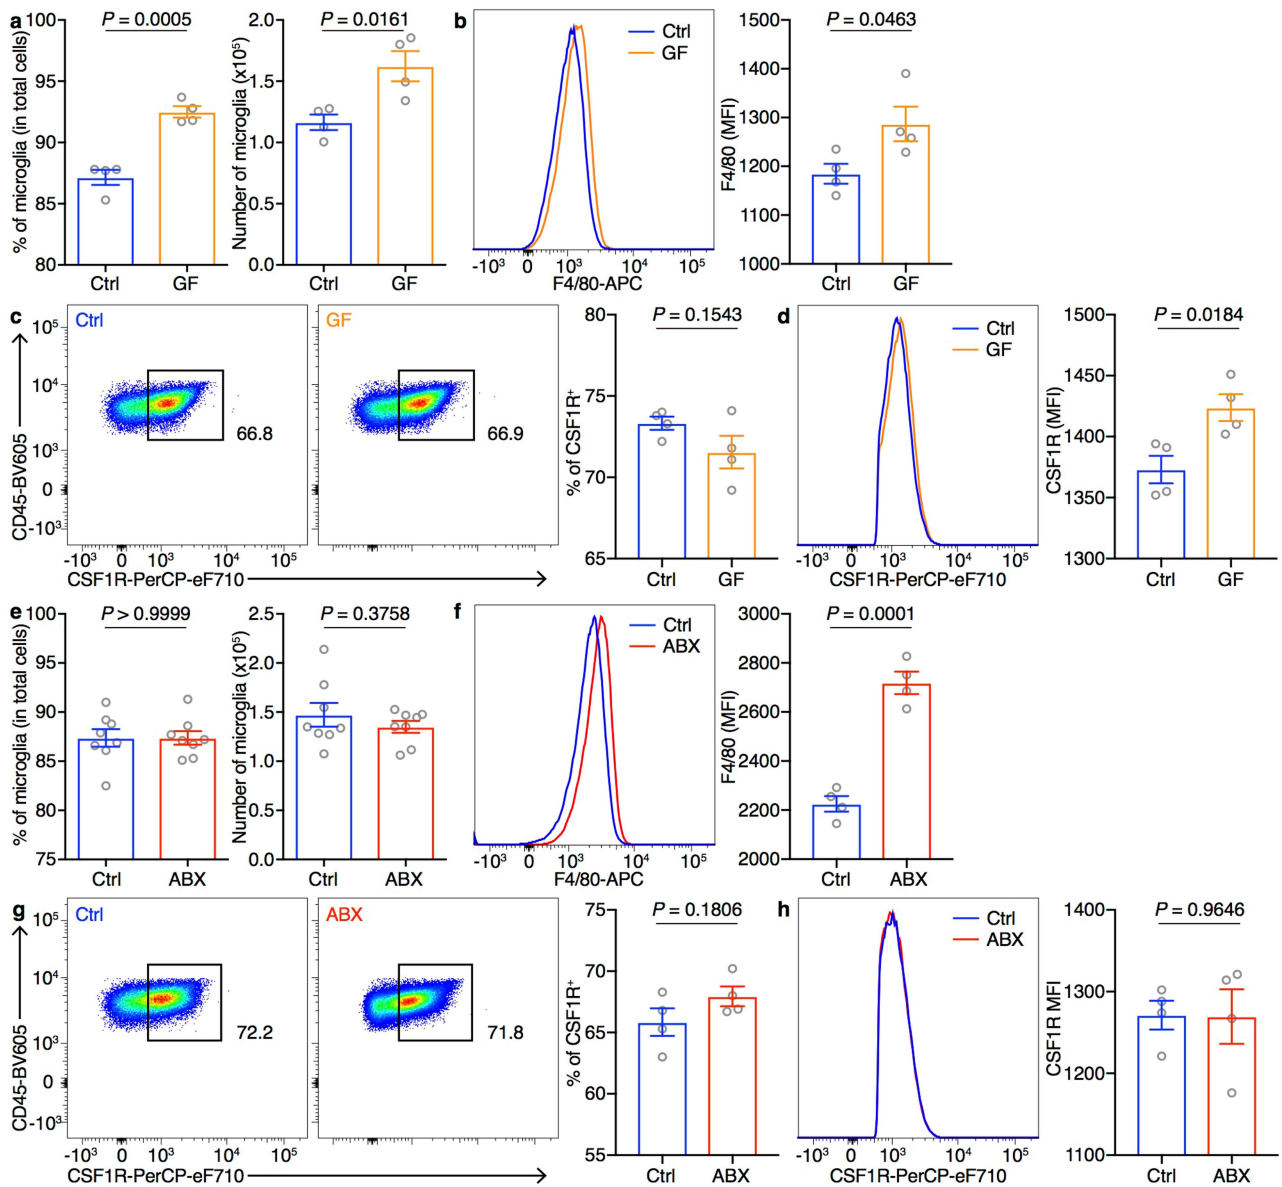 a
% of microglia (in total cells)
100
95
90
85
80
P = 0.0005
Ctrl
GF
Number of microglia (x10⁵)
2.0
1.5
1.0
0.5
0.0
P = 0.0161
Ctrl
GF
b
Ctrl
GF
-10³ 0 10³ 10⁴ 10⁵
F4/80-APC
F4/80 (MFI)
1500
1400
1300
1200
1100
1000
P = 0.0463
Ctrl
GF
c
Ctrl
66.8
GF
66.9
CD45-BV605
10⁵
10⁴
10³
0
-10³
-10³ 0 10³ 10⁴ 10⁵
CSF1R-PerCP-eF710
% of CSF1R⁺
80
75
70
65
P = 0.1543
Ctrl
GF
d
Ctrl
GF
-10³ 0 10³ 10⁴ 10⁵
CSF1R-PerCP-eF710
CSF1R (MFI)
1500
1450
1400
1350
1300
P = 0.0184
Ctrl
GF
e
% of microglia (in total cells)
100
95
90
85
80
75
P > 0.9999
Ctrl
ABX
Number of microglia (x10⁵)
2.5
2.0
1.5
1.0
0.5
0.0
P = 0.3758
Ctrl
ABX
f
Ctrl
ABX
-10³ 0 10³ 10⁴ 10⁵
F4/80-APC
F4/80 (MFI)
3000
2800
2600
2400
2200
2000
P = 0.0001
Ctrl
ABX
g
Ctrl
72.2
ABX
71.8
CD45-BV605
10⁵
10⁴
10³
0
-10³
-10³ 0 10³ 10⁴ 10⁵
CSF1R-PerCP-eF710
% of CSF1R⁺
75
70
65
60
55
P = 0.1806
Ctrl
ABX
h
Ctrl
ABX
-10³ 0 10³ 10⁴ 10⁵
CSF1R-PerCP-eF710
CSF1R MFI
1400
1300
1200
1100
P = 0.9646
Ctrl
ABX